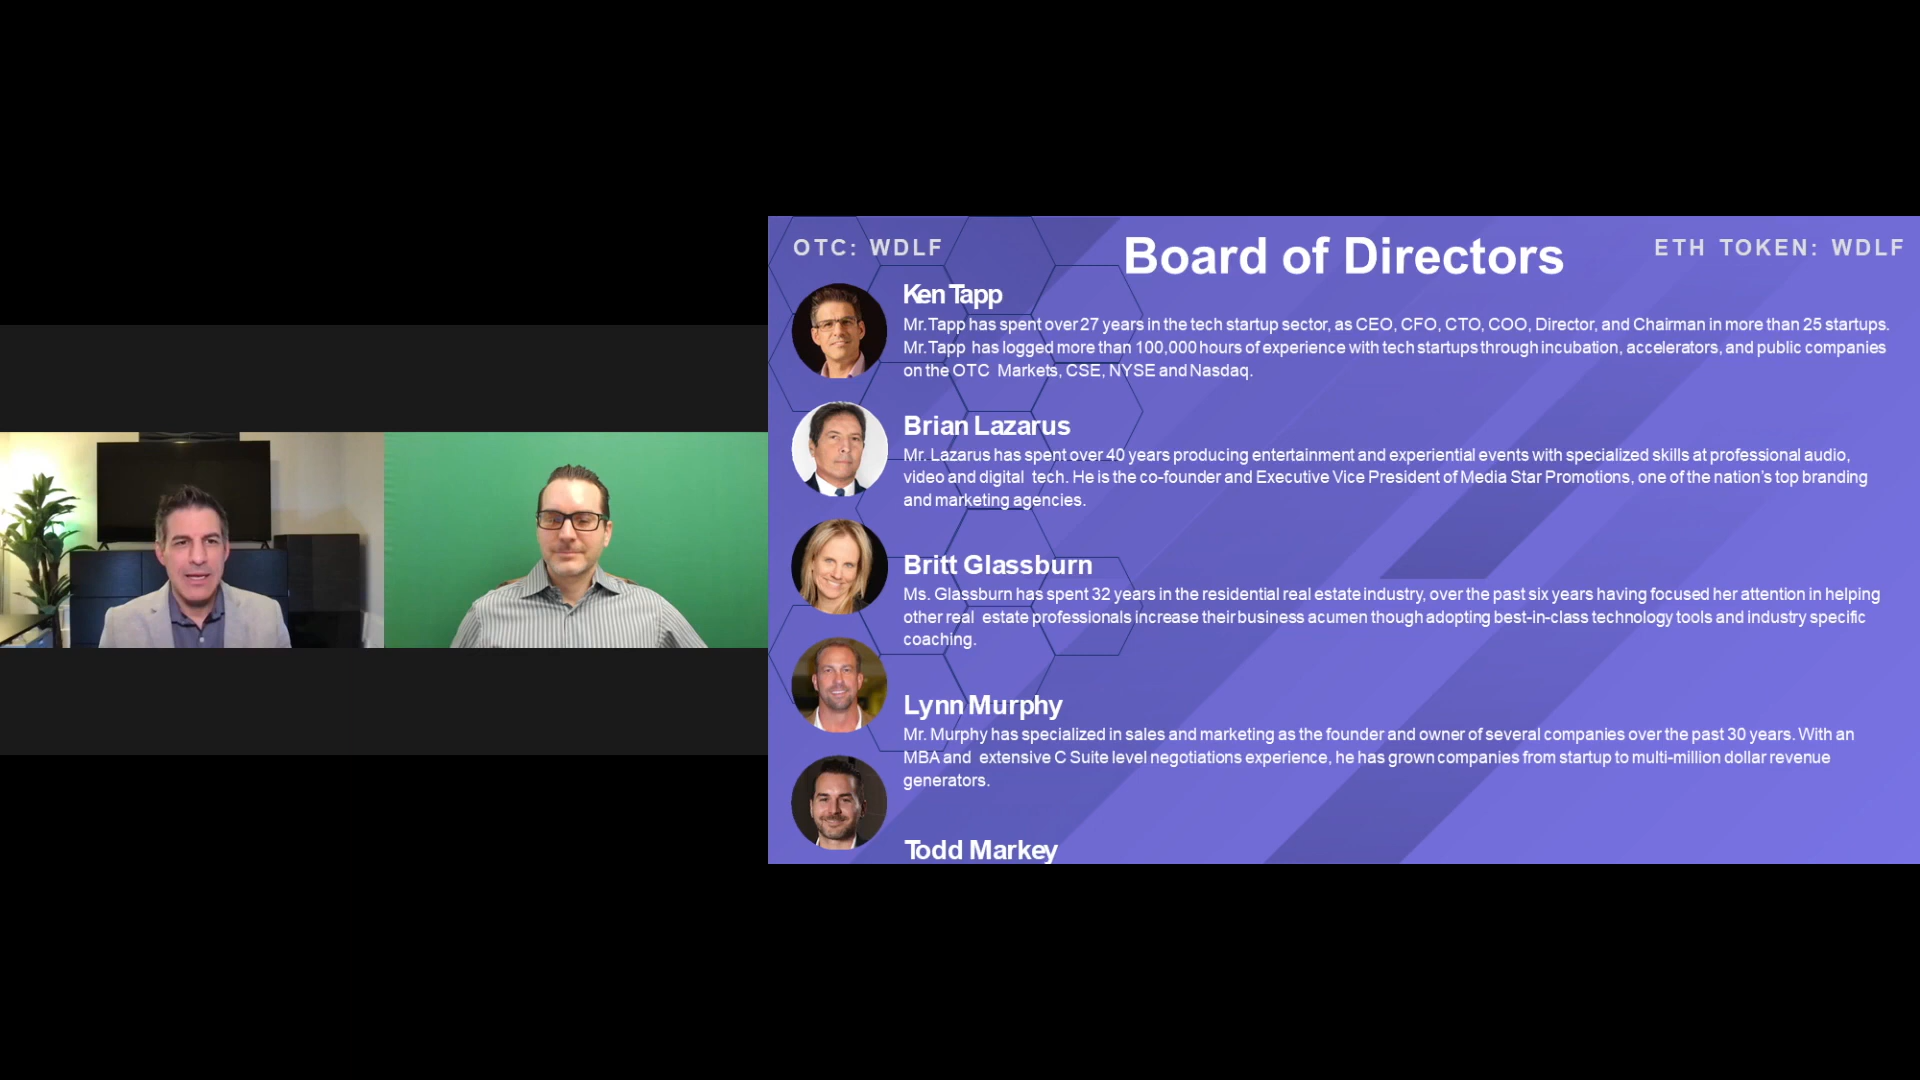 OTC: WDLF
Board of Directors
ETH TOKEN: WDLF
Ken Tapp
Mr. Tapp has spent over 27 years in the tech startup sector, as CEO, CFO, CTO, COO, Director, and Chairman in more than 25 startups.
Mr. Tapp has logged more than 100,000 hours of experience with tech startups through incubation, accelerators, and public companies
on the OTC Markets, CSE, NYSE and Nasdaq.
Brian Lazarus
Mr. Lazarus has spent over 40 years producing entertainment and experiential events with specialized skills at professional audio,
video and digital tech. He is the co-founder and Executive Vice President of Media Star Promotions, one of the nation’s top branding
and marketing agencies.
Britt Glassburn
Ms. Glassburn has spent 32 years in the residential real estate industry, over the past six years having focused her attention in helping
other real estate professionals increase their business acumen though adopting best-in-class technology tools and industry specific
coaching.
Lynn Murphy
Mr. Murphy has specialized in sales and marketing as the founder and owner of several companies over the past 30 years. With an
MBA and extensive C Suite level negotiations experience, he has grown companies from startup to multi-million dollar revenue
generators.
Todd Markey